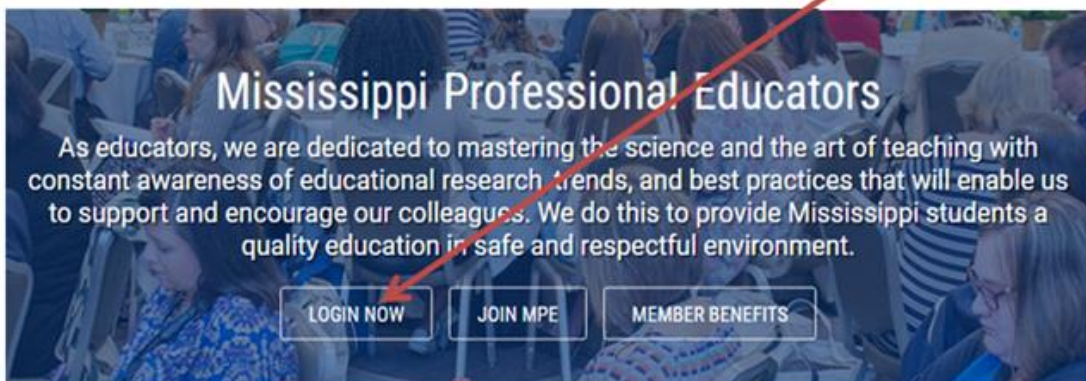 Mississippi Professional Educators
As educators, we are dedicated to mastering the science and the art of teaching with
constant awareness of educational research, trends, and best practices that will enable us
to support and encourage our colleagues. We do this to provide Mississippi students a
quality education in safe and respectful environment.
LOGIN NOW
JOIN MPE
MEMBER BENEFITS